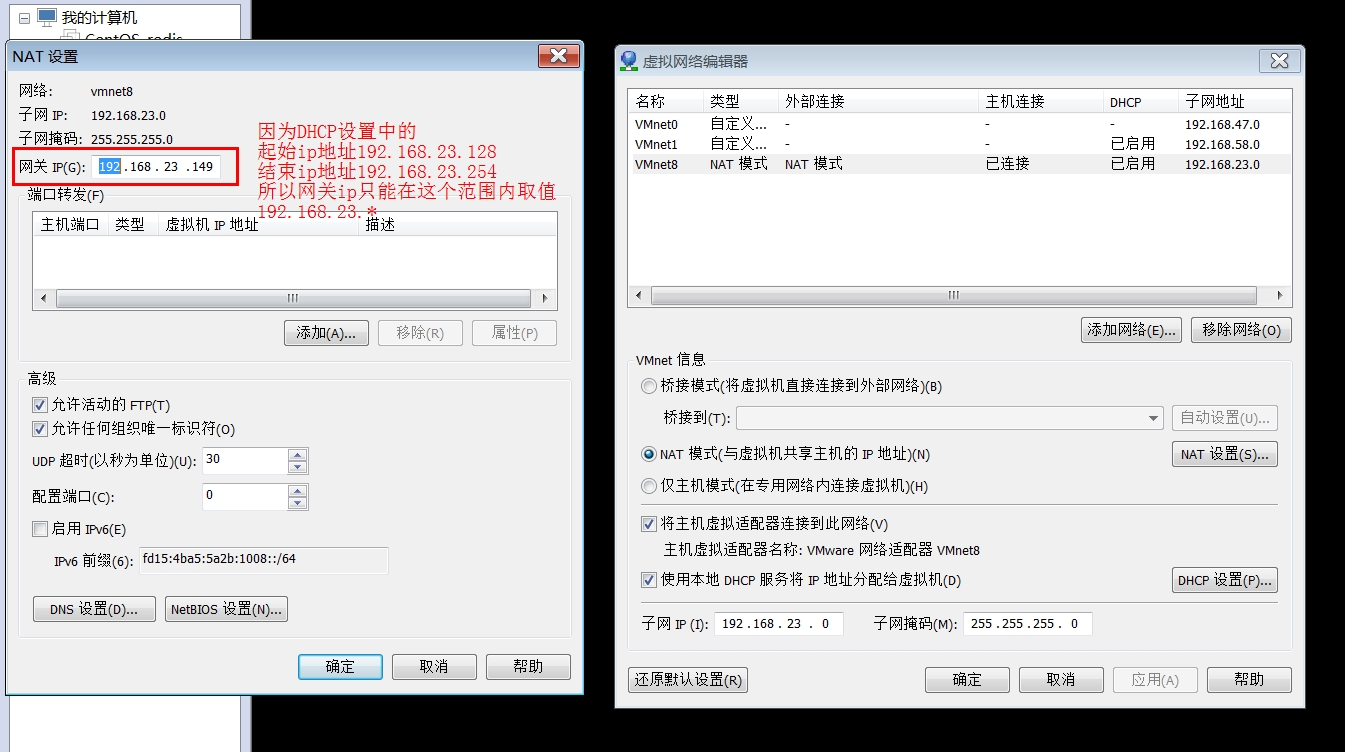 我的计算机
CentOS_redis
NAT 设置
网络: vmnet8
子网 IP: 192.168.23.0
子网掩码: 255.255.255.0
网关 IP(G): 192 .168 . 23 .149
因为DHCP设置中的
起始ip地址192.168.23.128
结束ip地址192.168.23.254
所以网关ip只能在这个范围内取值
192.168.23.*
端口转发(F)
主机端口 类型 虚拟机 IP 地址 描述
添加(A)... 移除(R) 属性(P)
高级
允许活动的 FTP(T)
允许任何组织唯一标识符(O)
UDP 超时(以秒为单位)(U): 30
配置端口(C): 0
启用 IPv6(E)
IPv6 前缀(6): fd15:4ba5:5a2b:1008::/64
DNS 设置(D)... NetBIOS 设置(N)...
确定 取消 帮助
虚拟网络编辑器
名称 类型 外部连接 主机连接 DHCP 子网地址
VMnet0 自定义... - - - 192.168.47.0
VMnet1 自定义... - - 已启用 192.168.58.0
VMnet8 NAT 模式 NAT 模式 已连接 已启用 192.168.23.0
添加网络(E)... 移除网络(O)
VMnet 信息
桥接模式(将虚拟机直接连接到外部网络)(B)
桥接到(T): 自动设置(U)...
NAT 模式(与虚拟机共享主机的 IP 地址)(N) NAT 设置(S)...
仅主机模式(在专用网络内连接虚拟机)(H)
将主机虚拟适配器连接到此网络(V)
主机虚拟适配器名称: VMware 网络适配器 VMnet8
使用本地 DHCP 服务将 IP 地址分配给虚拟机(D) DHCP 设置(P)...
子网 IP (I): 192 .168 . 23 . 0 子网掩码(M): 255 .255 .255 . 0
还原默认设置(R) 确定 取消 应用(A) 帮助